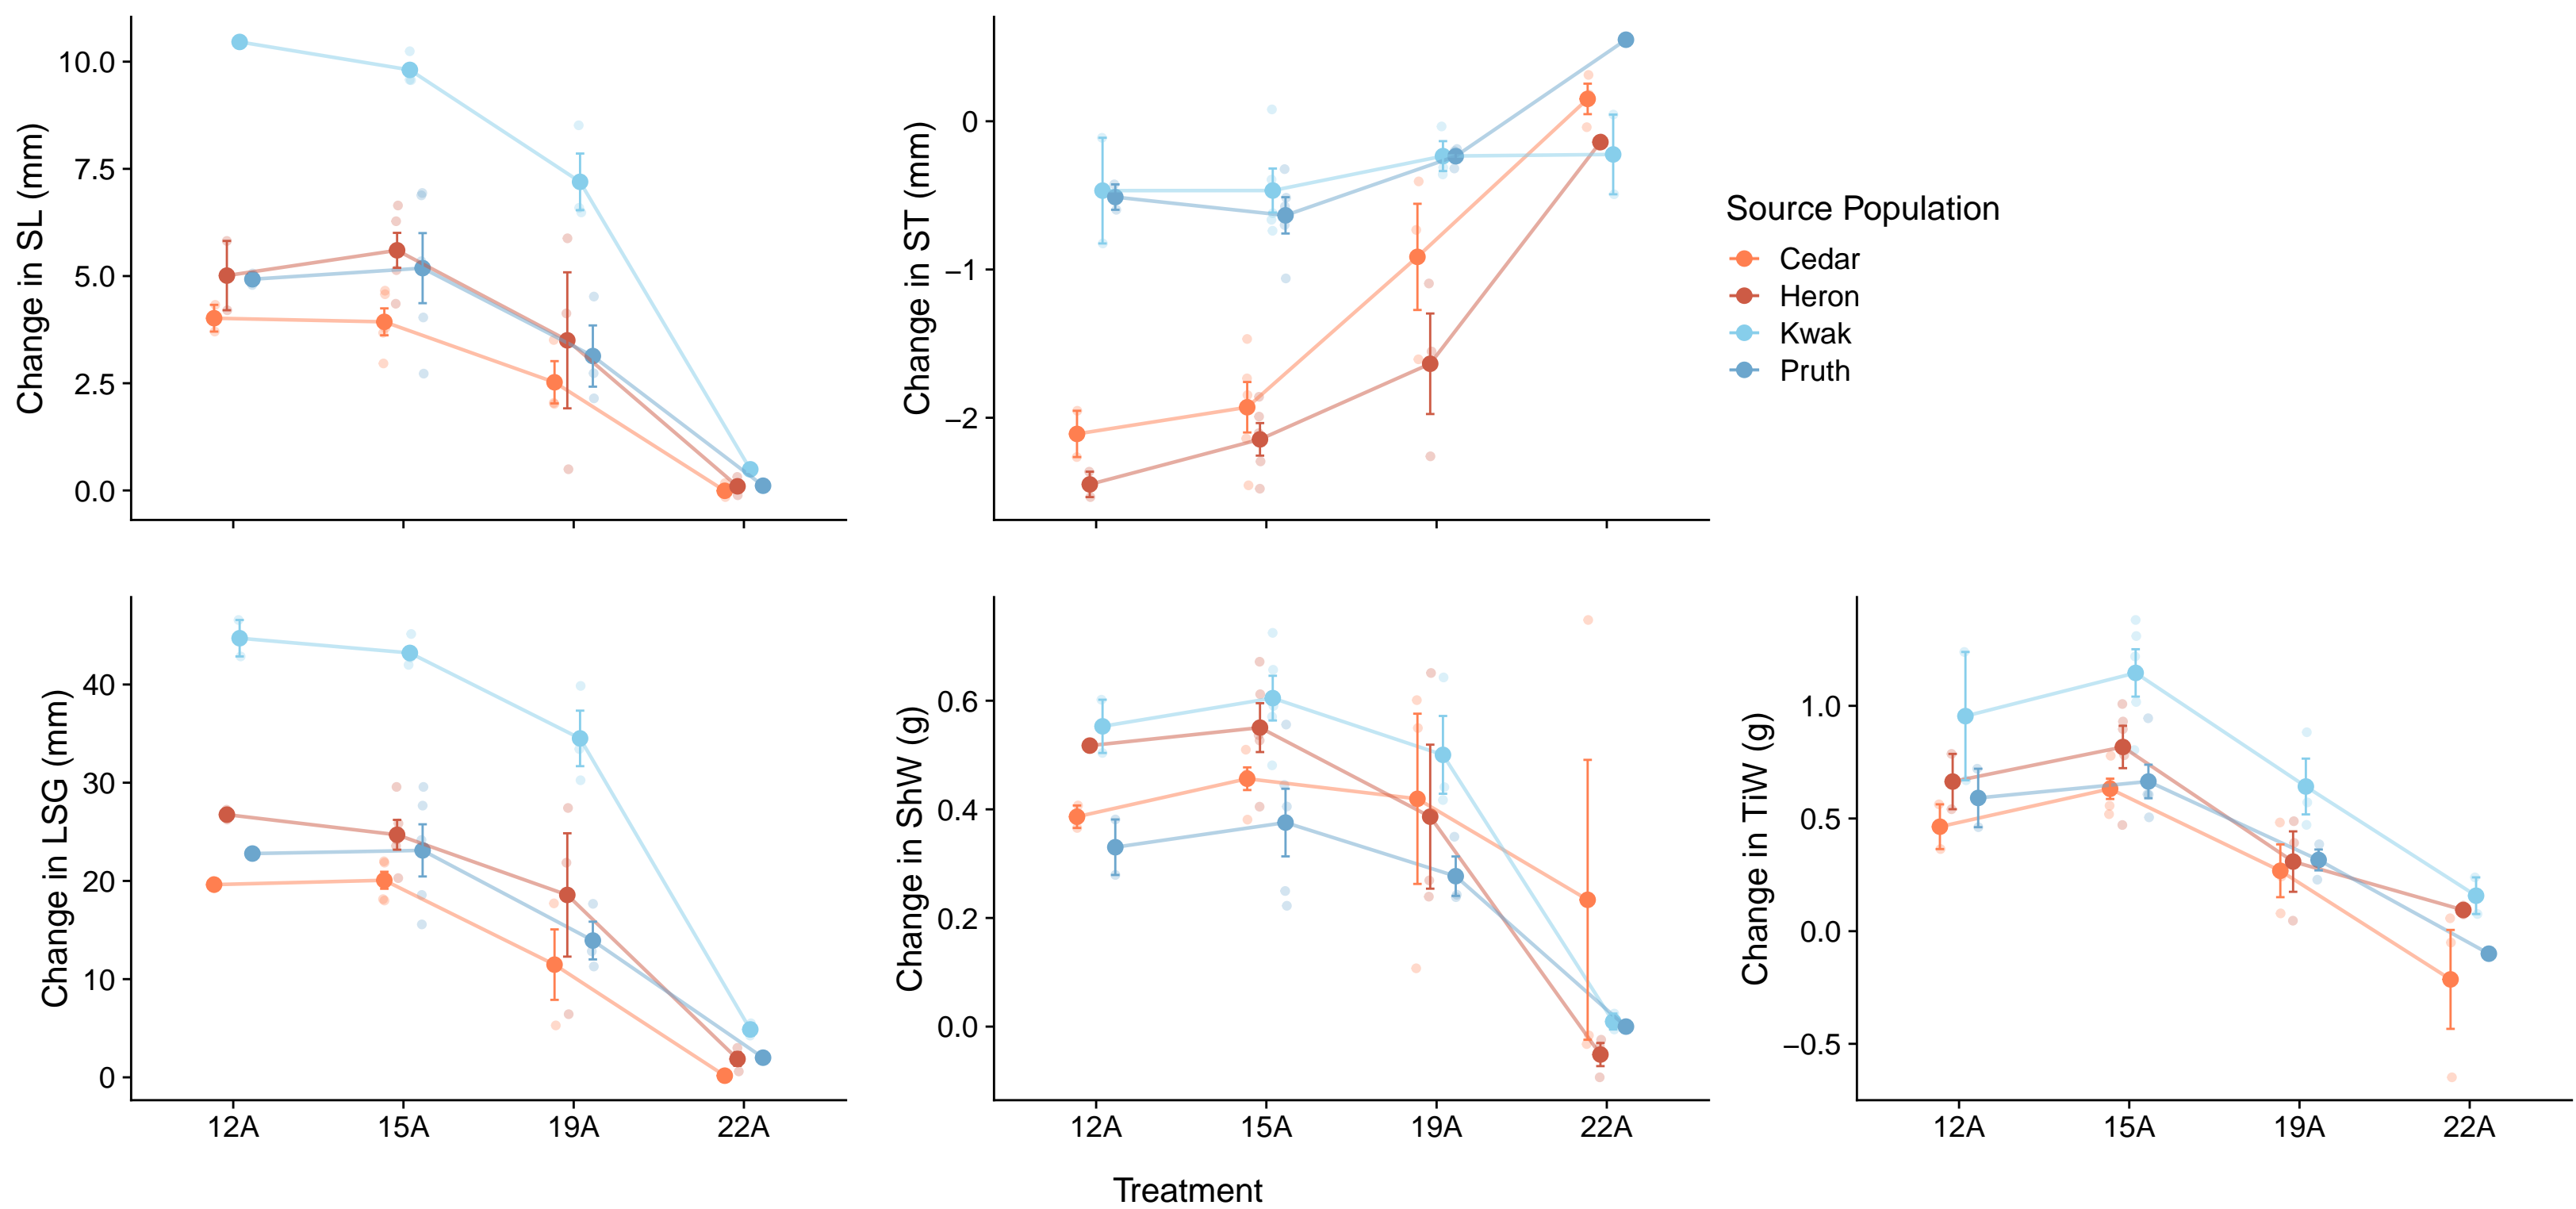 Change in SL (mm)
10.0
7.5
5.0
2.5
0.0
Change in ST (mm)
0
−1
−2
Source Population
Cedar
Heron
Kwak
Pruth
Change in LSG (mm)
40
30
20
10
0
12A 15A 19A 22A
Change in ShW (g)
0.6
0.4
0.2
0.0
12A 15A 19A 22A
Change in TiW (g)
1.0
0.5
0.0
−0.5
12A 15A 19A 22A
Treatment